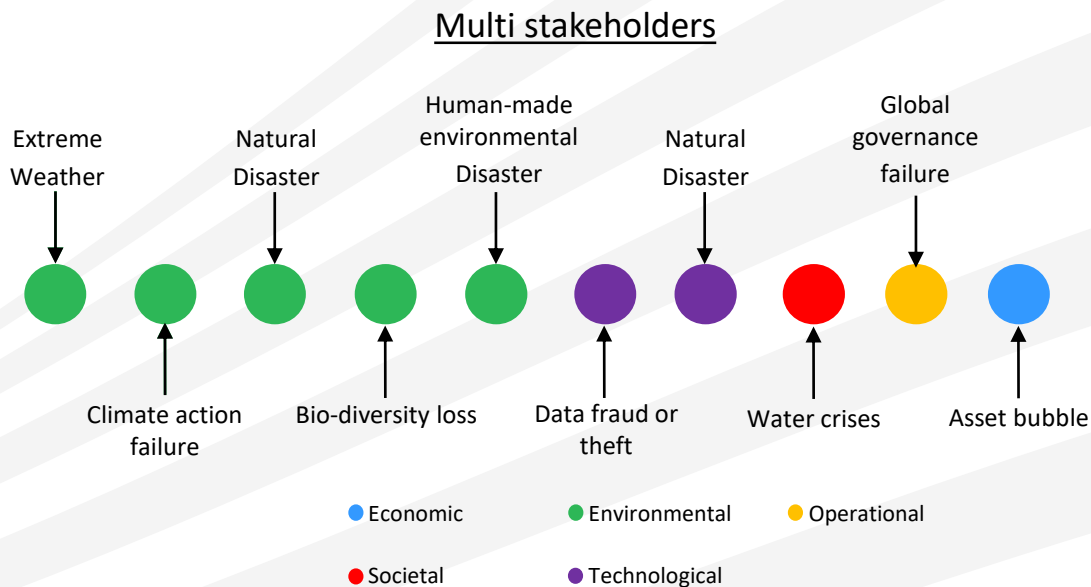 Multi stakeholders
Extreme
Weather
Natural
Disaster
Human-made
environmental
Disaster
Natural
Disaster
Global
governance
failure
Climate action
failure
Bio-diversity loss
Data fraud or
theft
Water crises
Asset bubble
Economic
Environmental
Operational
Societal
Technological